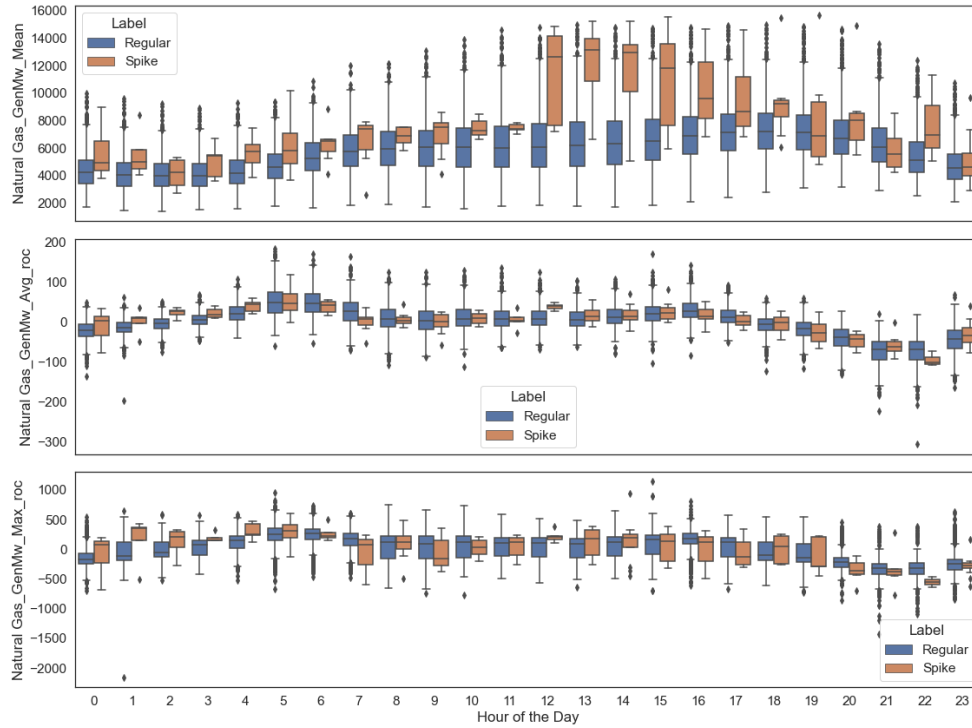 16000
14000
12000
10000
8000
6000
4000
2000
Natural Gas_GenMw_Mean
Label
Regular
Spike
200
100
0
−100
−200
−300
Natural Gas_GenMw_Avg_roc
Label
Regular
Spike
1000
500
0
−500
−1000
−1500
−2000
Natural Gas_GenMw_Max_roc
Label
Regular
Spike
0 1 2 3 4 5 6 7 8 9 10 11 12 13 14 15 16 17 18 19 20 21 22 23
Hour of the Day